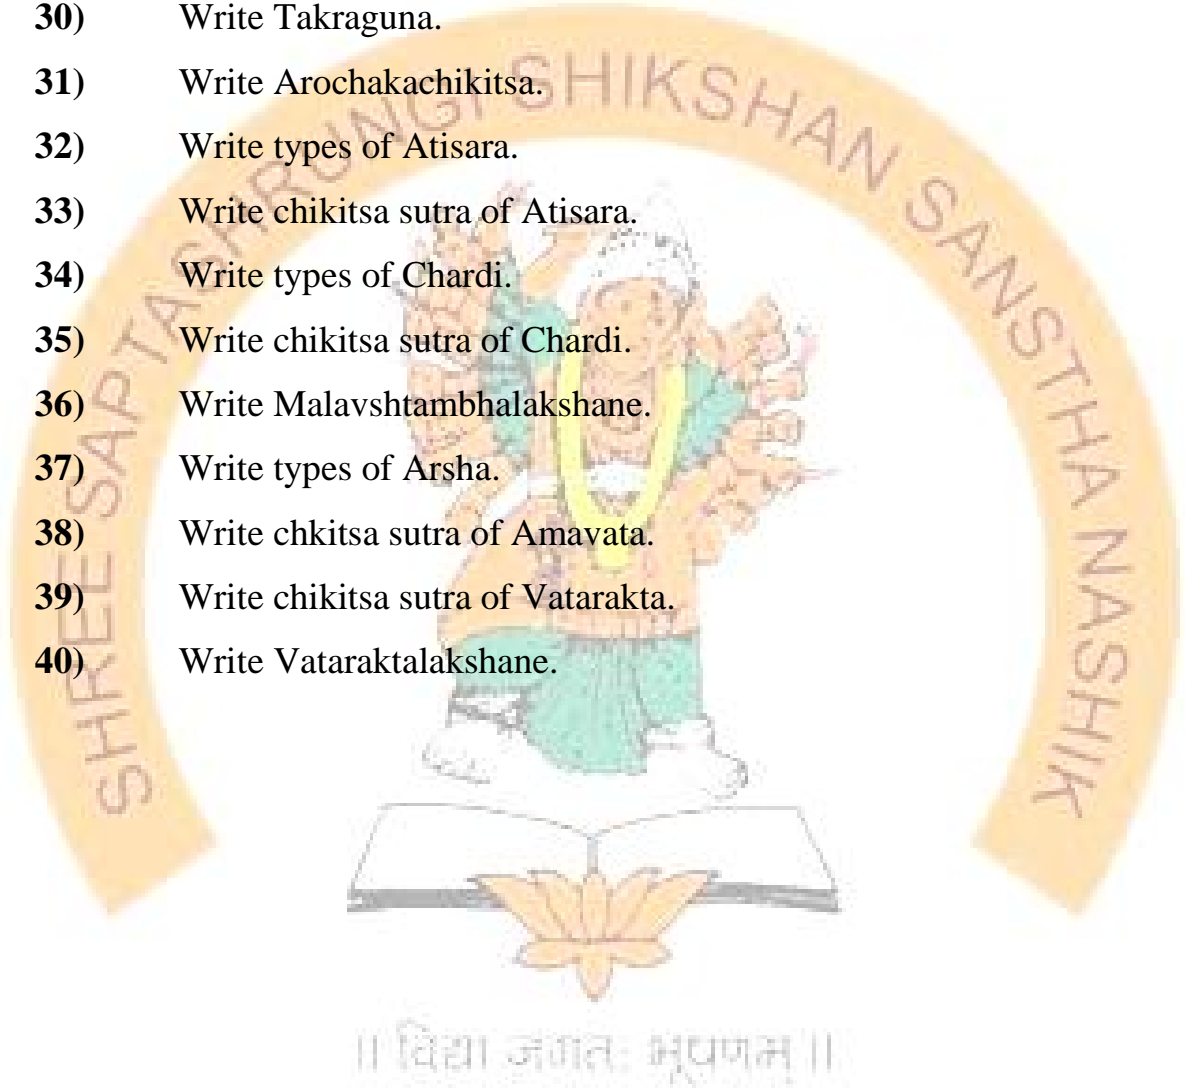 30) Write Takraguna.
31) Write Arochakachikitsa.
32) Write types of Atisara.
33) Write chikitsa sutra of Atisara.
34) Write types of Chardi.
35) Write chikitsa sutra of Chardi.
36) Write Malavshtambhalakshane.
37) Write types of Arsha.
38) Write chkitsa sutra of Amavata.
39) Write chikitsa sutra of Vatarakta.
40) Write Vataraktalakshane.
SHREE SAPTASHRUNGI SHIKSHAN SANSTHA NASHIK
॥ विद्या जगतः भूषणम् ॥